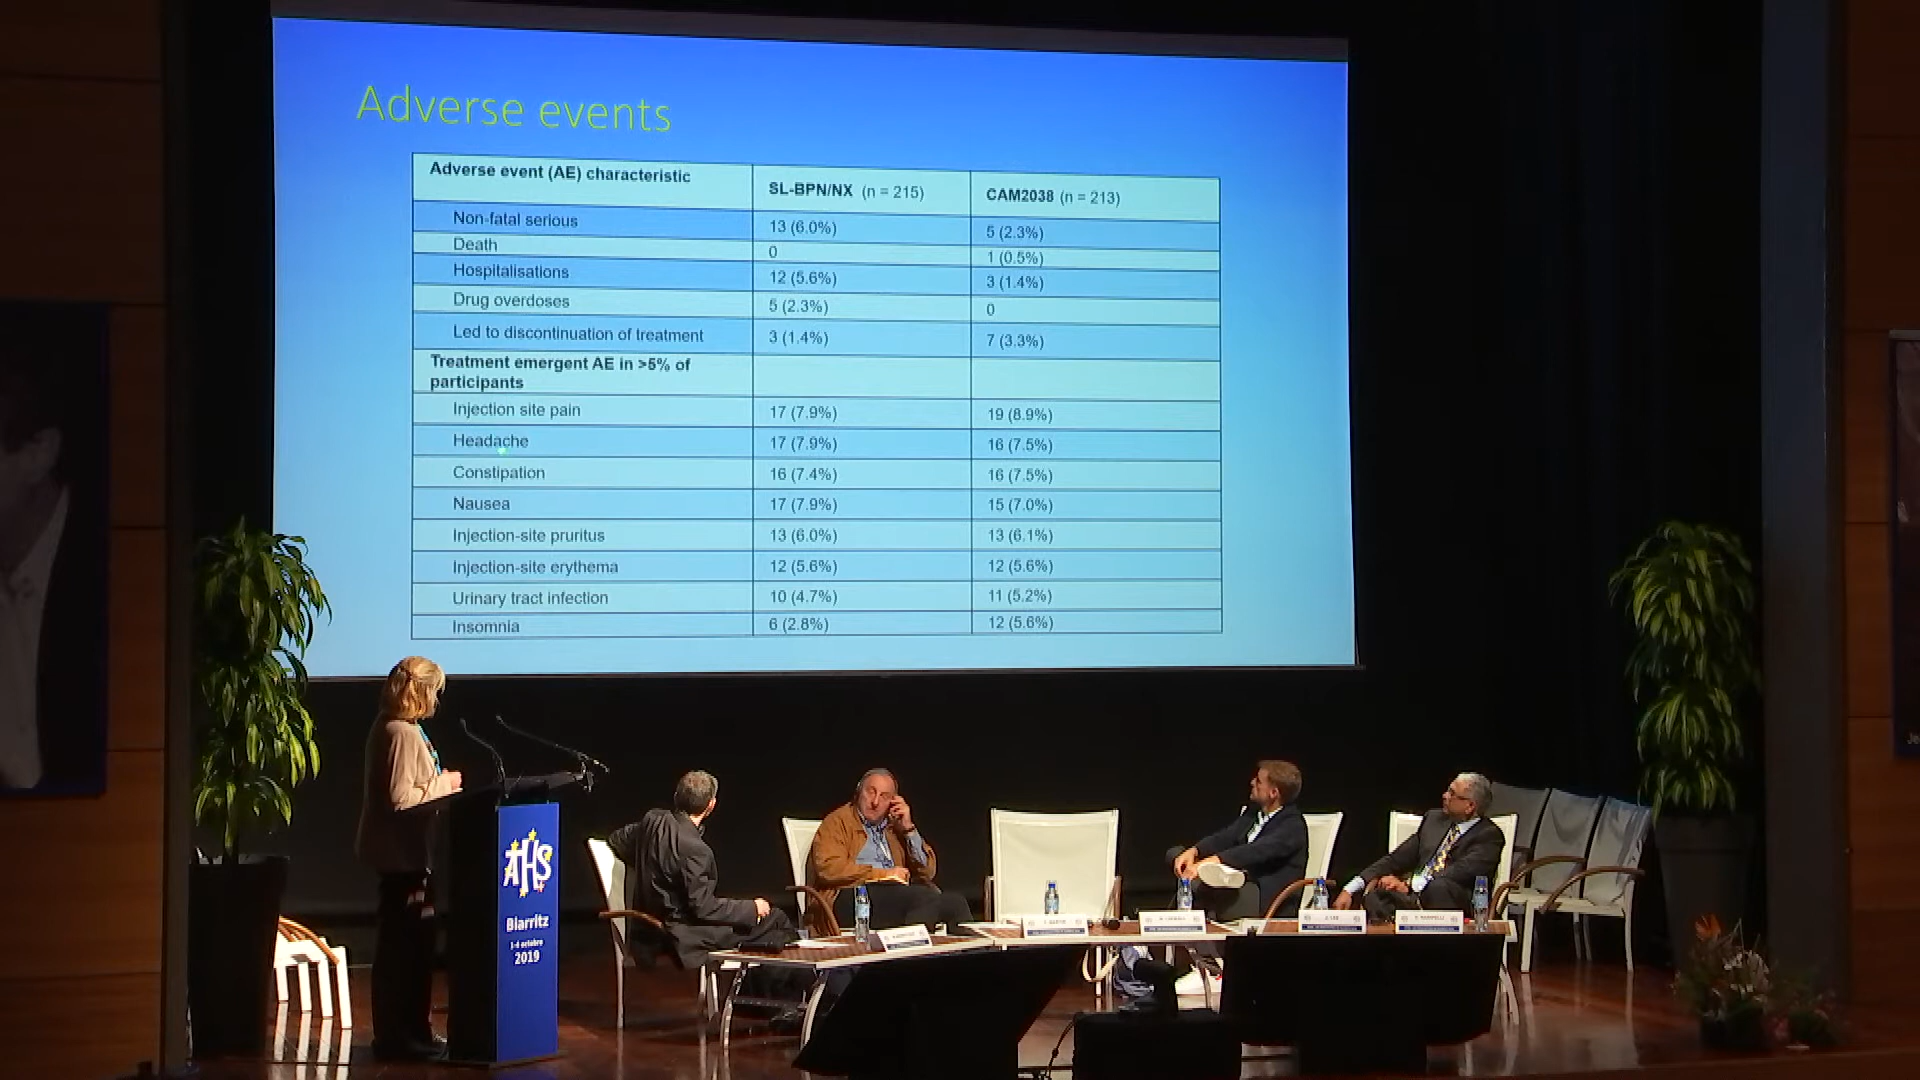 Adverse events
Adverse event (AE) characteristic SL-BPN/NX (n = 215) CAM2038 (n = 213)
Non-fatal serious 13 (6.0%) 5 (2.3%)
Death 0 1 (0.5%)
Hospitalisations 12 (5.6%) 3 (1.4%)
Drug overdoses 5 (2.3%) 0
Led to discontinuation of treatment 3 (1.4%) 7 (3.3%)
Treatment emergent AE in >5% of
participants
Injection site pain 17 (7.9%) 19 (8.9%)
Headache 17 (7.9%) 16 (7.5%)
Constipation 16 (7.4%) 16 (7.5%)
Nausea 17 (7.9%) 15 (7.0%)
Injection-site pruritus 13 (6.0%) 13 (6.1%)
Injection-site erythema 12 (5.6%) 12 (5.6%)
Urinary tract infection 10 (4.7%) 11 (5.2%)
Insomnia 6 (2.8%) 12 (5.6%)
AHS
Biarritz
1-4 octobre
2019